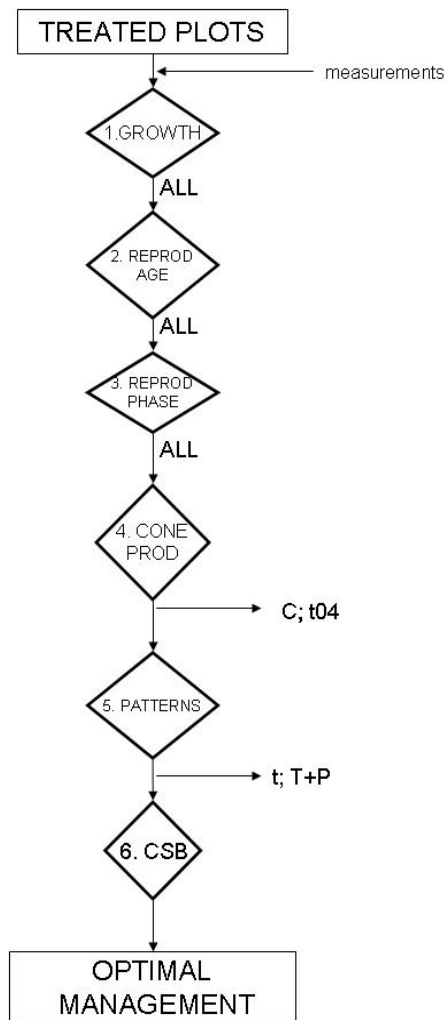 TREATED PLOTS
measurements
1.GROWTH
ALL
2. REPROD
AGE
ALL
3. REPROD
PHASE
ALL
4. CONE
PROD
C; t04
5. PATTERNS
t; T+P
6. CSB
OPTIMAL
MANAGEMENT